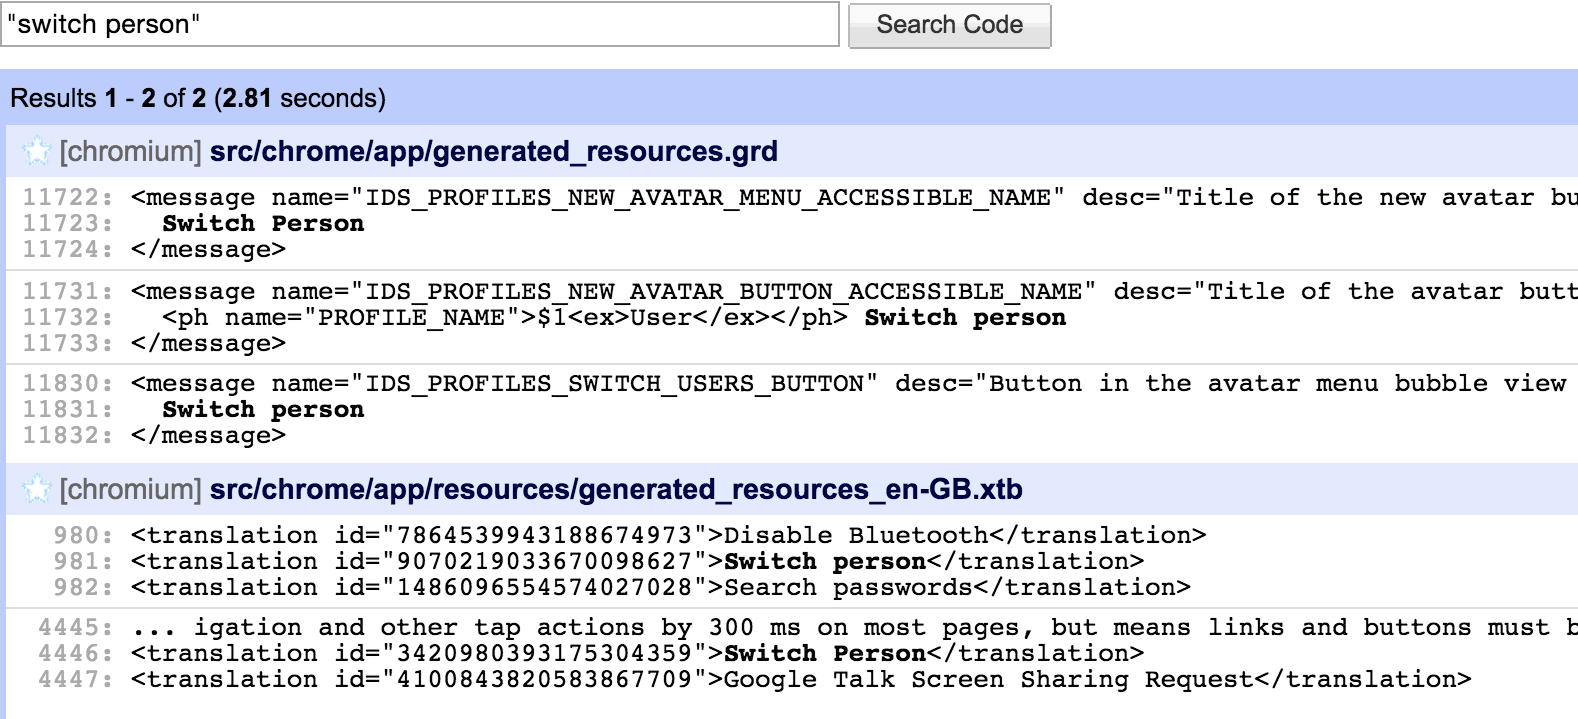 "switch person"
Search Code
Results 1 - 2 of 2 (2.81 seconds)
[chromium] src/chrome/app/generated_resources.grd
11722: <message name="IDS_PROFILES_NEW_AVATAR_MENU_ACCESSIBLE_NAME" desc="Title of the new avatar bu
11723: Switch Person
11724: </message>
11731: <message name="IDS_PROFILES_NEW_AVATAR_BUTTON_ACCESSIBLE_NAME" desc="Title of the avatar butt
11732: <ph name="PROFILE_NAME">$1<ex>User</ex></ph> Switch person
11733: </message>
11830: <message name="IDS_PROFILES_SWITCH_USERS_BUTTON" desc="Button in the avatar menu bubble view
11831: Switch person
11832: </message>
[chromium] src/chrome/app/resources/generated_resources_en-GB.xtb
980: <translation id="7864539943188674973">Disable Bluetooth</translation>
981: <translation id="9070219033670098627">Switch person</translation>
982: <translation id="1486096554574027028">Search passwords</translation>
4445: ... igation and other tap actions by 300 ms on most pages, but means links and buttons must b
4446: <translation id="3420980393175304359">Switch Person</translation>
4447: <translation id="4100843820583867709">Google Talk Screen Sharing Request</translation>